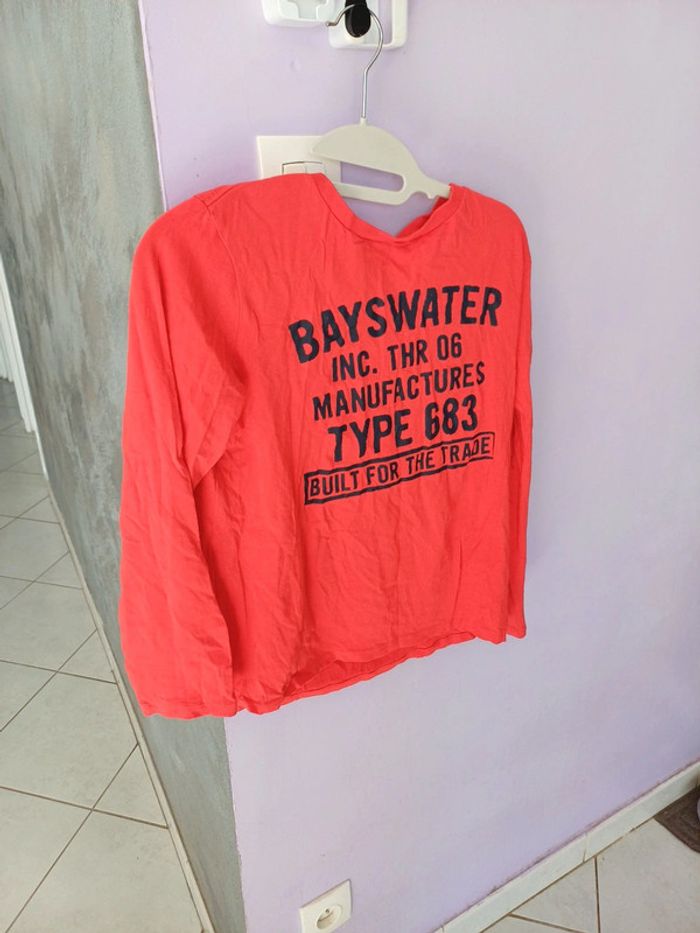 BAYSWATER
INC. THR 06
MANUFACTURES
TYPE 683
BUILT FOR THE TRADE